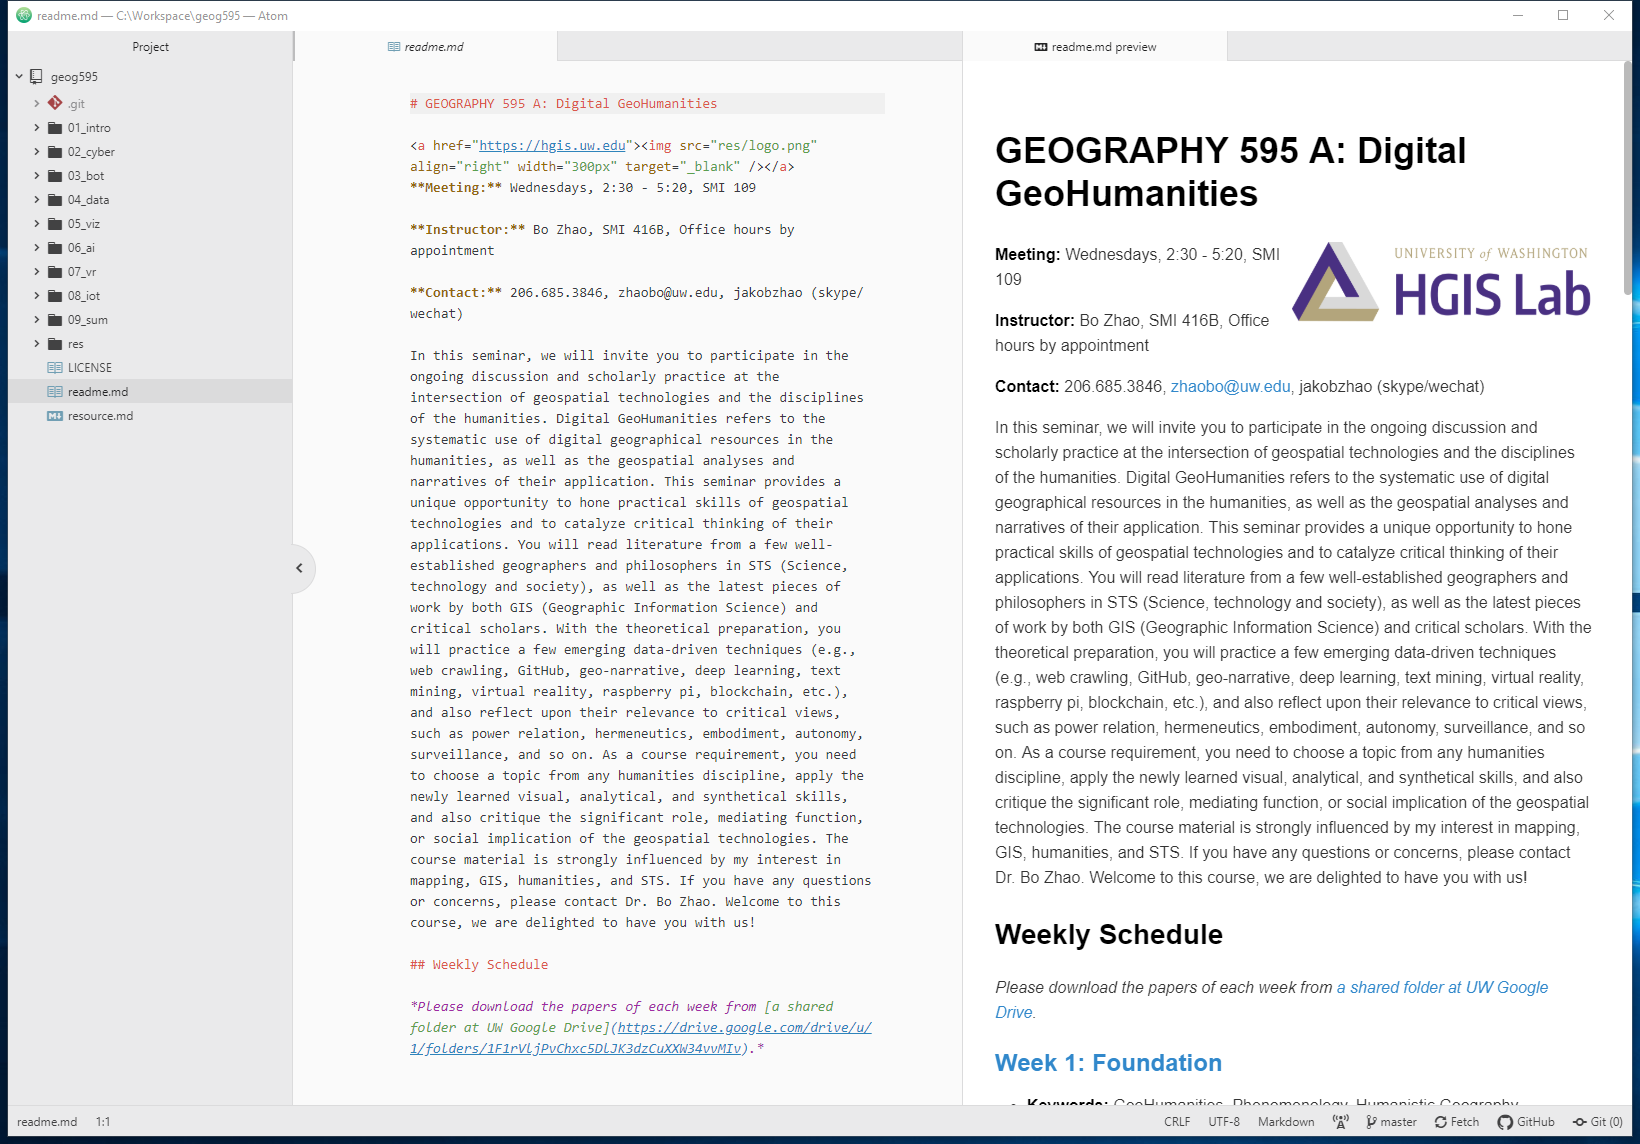 readme.md — C:\Workspace\geog595 — Atom
Project
geog595
.git
01_intro
02_cyber
03_bot
04_data
05_viz
06_ai
07_vr
08_iot
09_sum
res
LICENSE
readme.md
resource.md
readme.md
# GEOGRAPHY 595 A: Digital GeoHumanities
<a href="https://hgis.uw.edu"><img src="res/logo.png"
align="right" width="300px" target="_blank" /></a>
**Meeting:** Wednesdays, 2:30 - 5:20, SMI 109
**Instructor:** Bo Zhao, SMI 416B, Office hours by
appointment
**Contact:** 206.685.3846, zhaobo@uw.edu, jakobzhao (skype/
wechat)
In this seminar, we will invite you to participate in the
ongoing discussion and scholarly practice at the
intersection of geospatial technologies and the disciplines
of the humanities. Digital GeoHumanities refers to the
systematic use of digital geographical resources in the
humanities, as well as the geospatial analyses and
narratives of their application. This seminar provides a
unique opportunity to hone practical skills of geospatial
technologies and to catalyze critical thinking of their
applications. You will read literature from a few well-
established geographers and philosophers in STS (Science,
technology and society), as well as the latest pieces of
work by both GIS (Geographic Information Science) and
critical scholars. With the theoretical preparation, you
will practice a few emerging data-driven techniques (e.g.,
web crawling, GitHub, geo-narrative, deep learning, text
mining, virtual reality, raspberry pi, blockchain, etc.),
and also reflect upon their relevance to critical views,
such as power relation, hermeneutics, embodiment, autonomy,
surveillance, and so on. As a course requirement, you need
to choose a topic from any humanities discipline, apply the
newly learned visual, analytical, and synthetical skills,
and also critique the significant role, mediating function,
or social implication of the geospatial technologies. The
course material is strongly influenced by my interest in
mapping, GIS, humanities, and STS. If you have any questions
or concerns, please contact Dr. Bo Zhao. Welcome to this
course, we are delighted to have you with us!
## Weekly Schedule
*Please download the papers of each week from [a shared
folder at UW Google Drive](https://drive.google.com/drive/u/
1/folders/1F1rVljPvChxc5DlJK3dzCuXXW34vvMIv).*
readme.md preview
GEOGRAPHY 595 A: Digital
GeoHumanities
UNIVERSITY of WASHINGTON
HGIS Lab
Meeting: Wednesdays, 2:30 - 5:20, SMI
109
Instructor: Bo Zhao, SMI 416B, Office
hours by appointment
Contact: 206.685.3846, zhaobo@uw.edu, jakobzhao (skype/wechat)
In this seminar, we will invite you to participate in the ongoing discussion and
scholarly practice at the intersection of geospatial technologies and the disciplines
of the humanities. Digital GeoHumanities refers to the systematic use of digital
geographical resources in the humanities, as well as the geospatial analyses and
narratives of their application. This seminar provides a unique opportunity to hone
practical skills of geospatial technologies and to catalyze critical thinking of their
applications. You will read literature from a few well-established geographers and
philosophers in STS (Science, technology and society), as well as the latest pieces
of work by both GIS (Geographic Information Science) and critical scholars. With the
theoretical preparation, you will practice a few emerging data-driven techniques
(e.g., web crawling, GitHub, geo-narrative, deep learning, text mining, virtual reality,
raspberry pi, blockchain, etc.), and also reflect upon their relevance to critical views,
such as power relation, hermeneutics, embodiment, autonomy, surveillance, and so
on. As a course requirement, you need to choose a topic from any humanities
discipline, apply the newly learned visual, analytical, and synthetical skills, and also
critique the significant role, mediating function, or social implication of the geospatial
technologies. The course material is strongly influenced by my interest in mapping,
GIS, humanities, and STS. If you have any questions or concerns, please contact
Dr. Bo Zhao. Welcome to this course, we are delighted to have you with us!
Weekly Schedule
Please download the papers of each week from a shared folder at UW Google
Drive.
Week 1: Foundation
Keywords: GeoHumanities, Phenomenology, Humanistic Geography
readme.md 1:1
CRLF UTF-8 Markdown master Fetch GitHub Git (0)